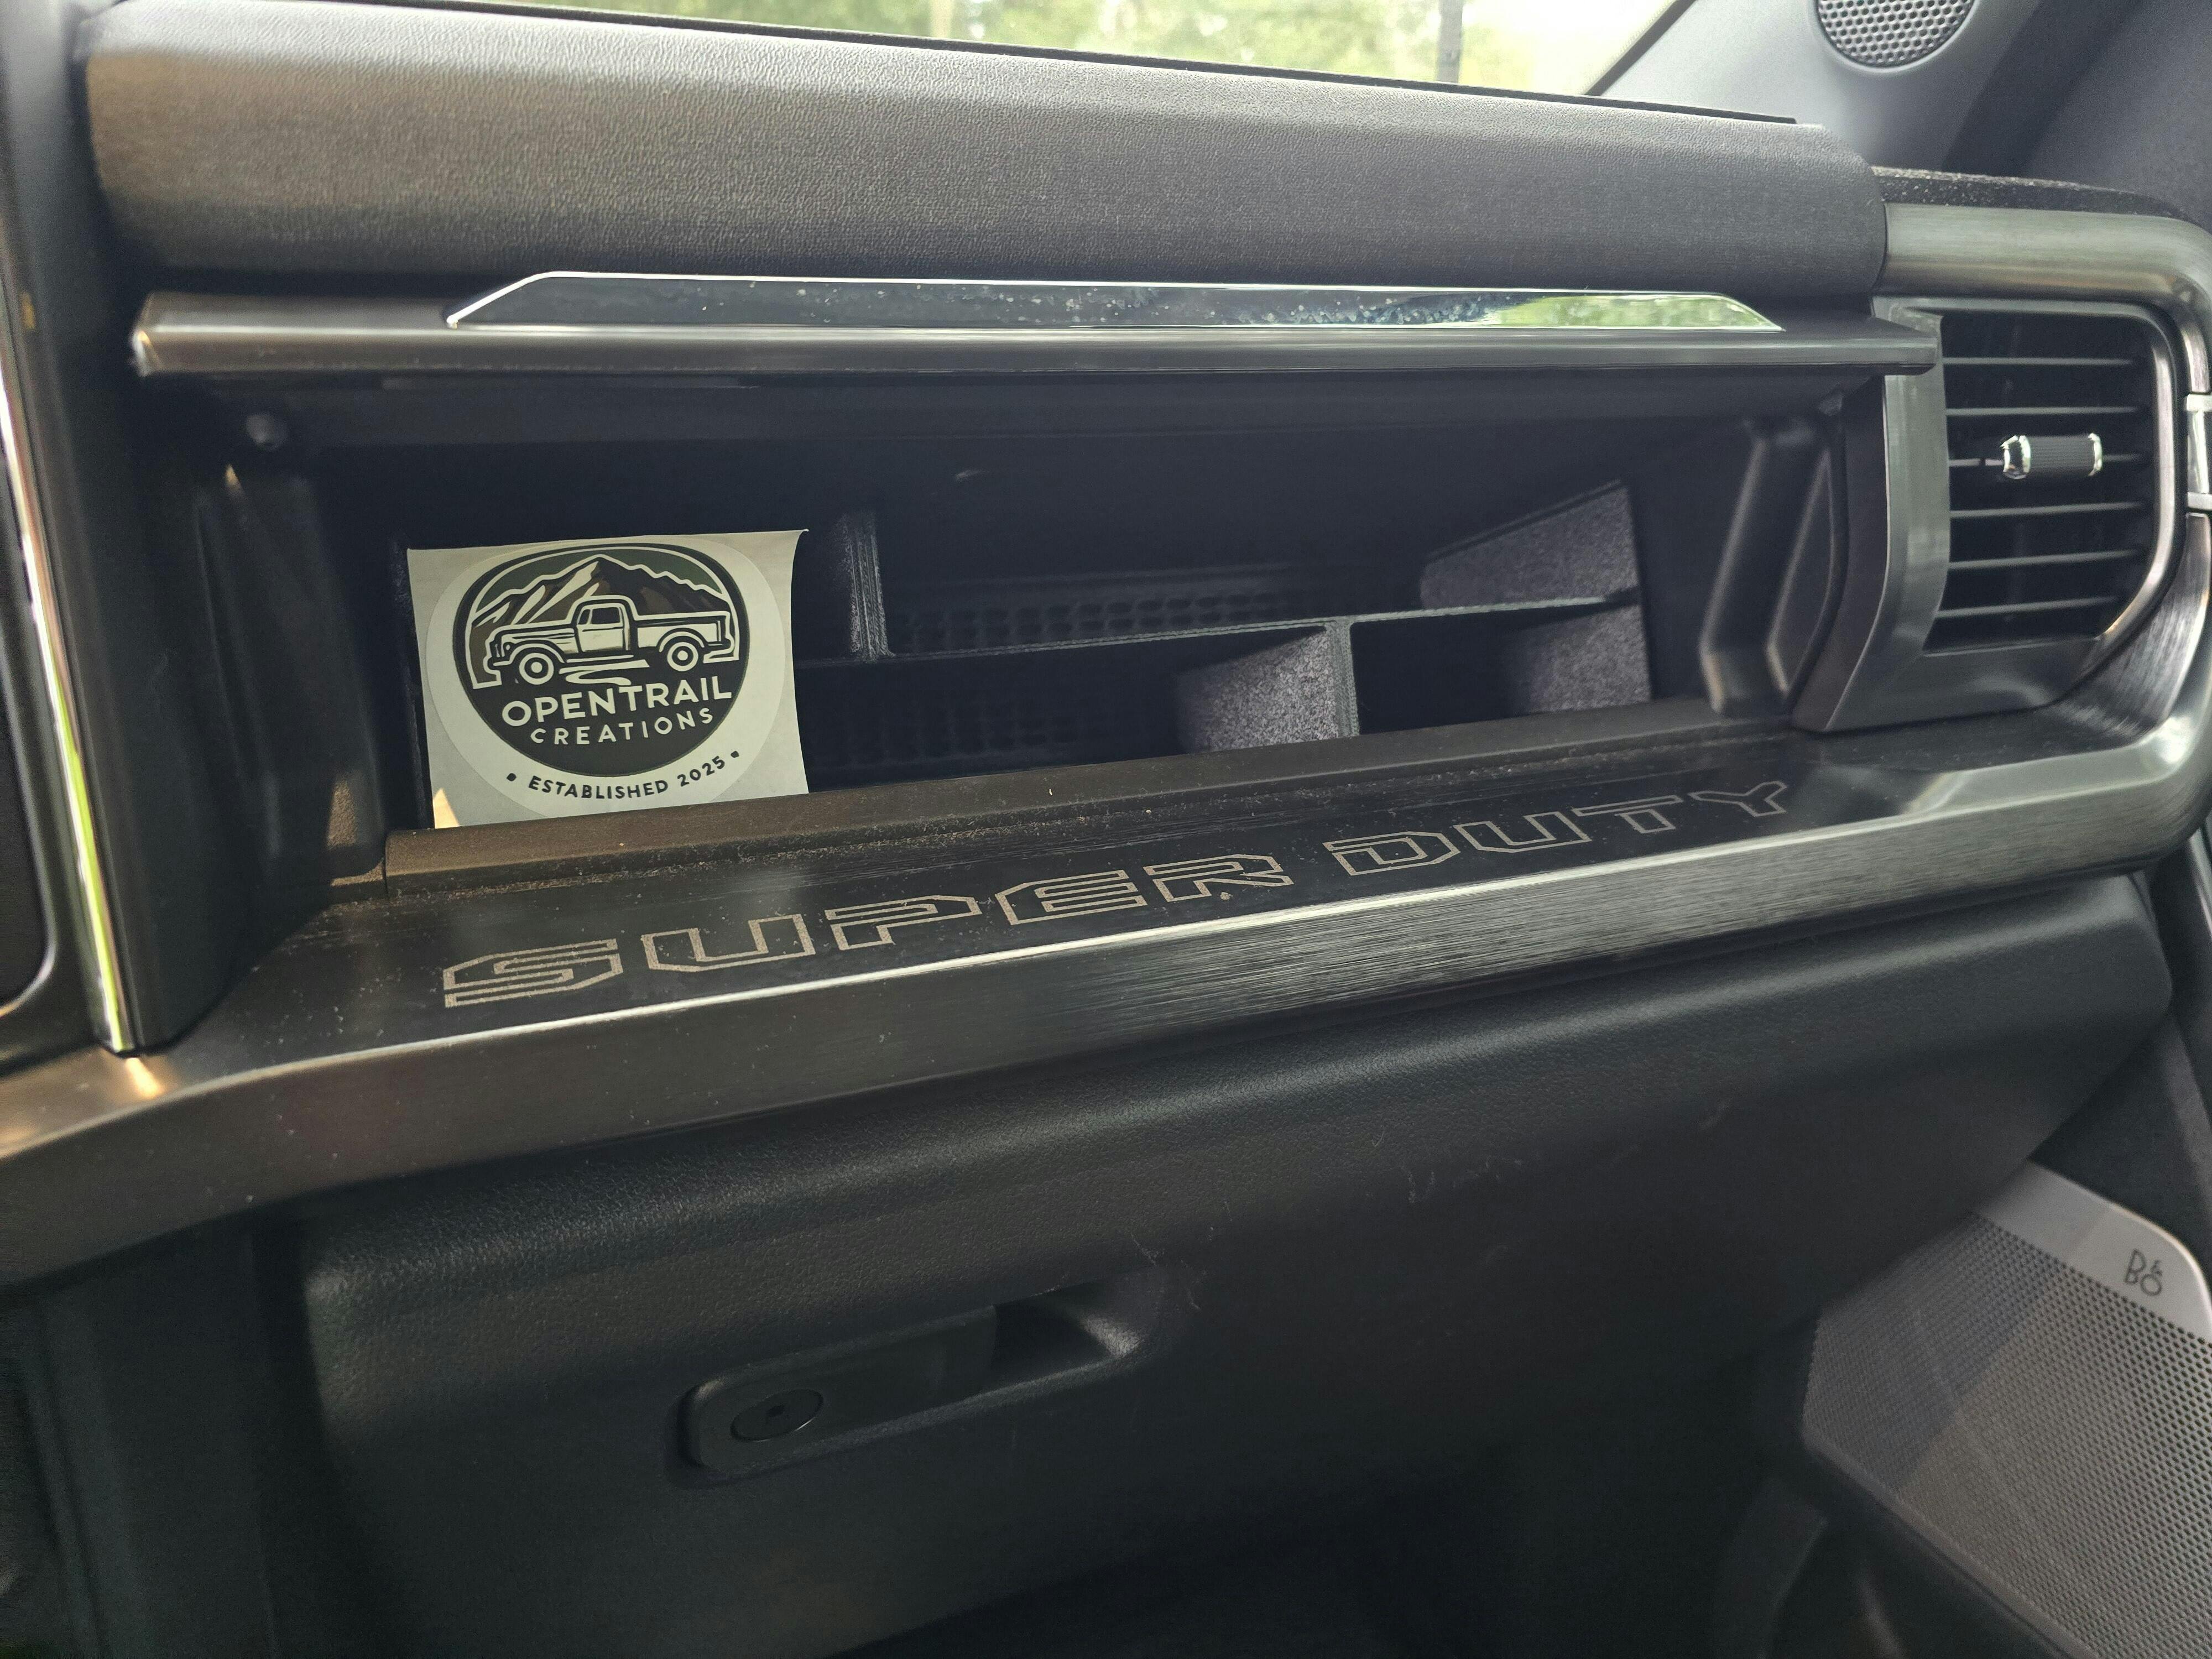 OPENTRAIL
CREATIONS
• ESTABLISHED 2025 •
SUPER DUTY
B&O